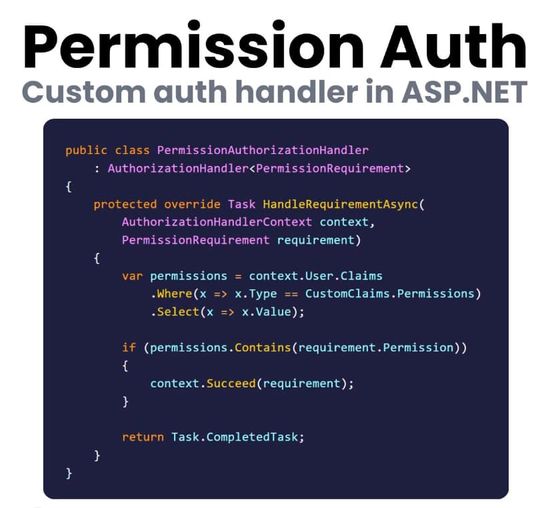 Permission Auth
Custom auth handler in ASP.NET
public class PermissionAuthorizationHandler
    : AuthorizationHandler<PermissionRequirement>
{
    protected override Task HandleRequirementAsync(
        AuthorizationHandlerContext context,
        PermissionRequirement requirement)
    {
        var permissions = context.User.Claims
            .Where(x => x.Type == CustomClaims.Permissions)
            .Select(x => x.Value);

        if (permissions.Contains(requirement.Permission))
        {
            context.Succeed(requirement);
        }

        return Task.CompletedTask;
    }
}